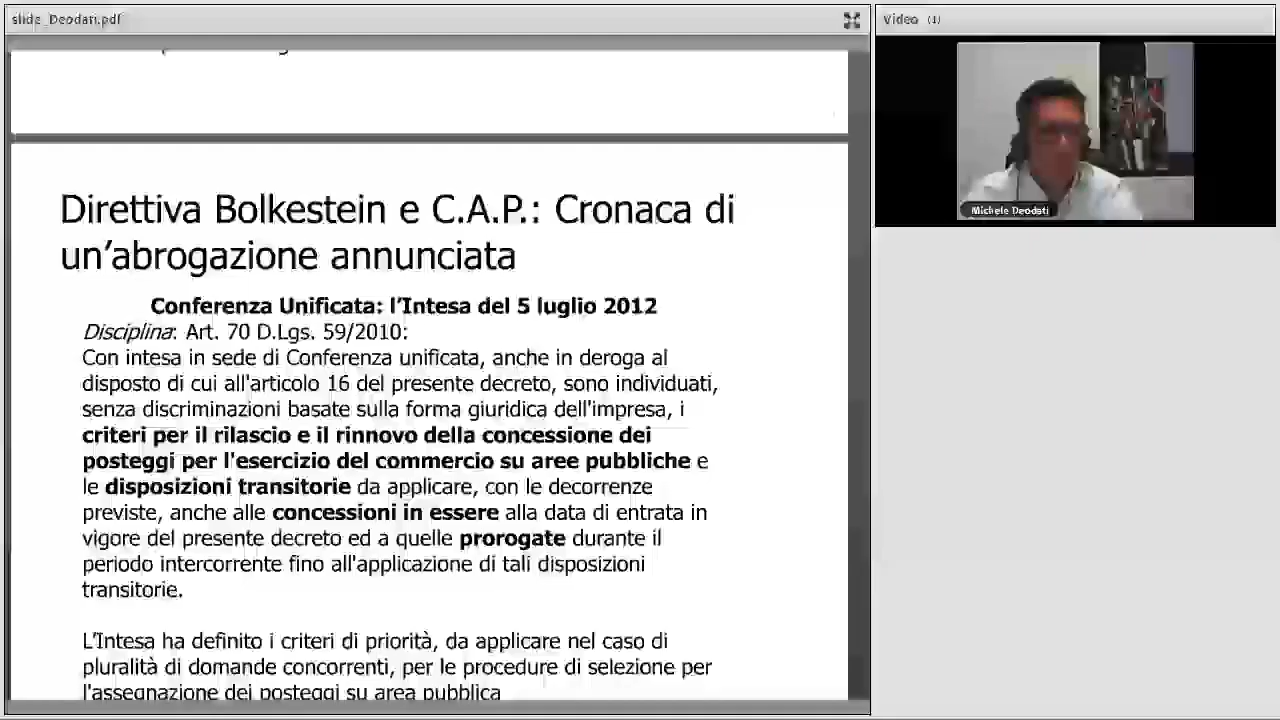 slide_Deodati.pdf
Video (1)
Michele Deodati
Direttiva Bolkestein e C.A.P.: Cronaca di
un’abrogazione annunciata
Conferenza Unificata: l’Intesa del 5 luglio 2012
Disciplina: Art. 70 D.Lgs. 59/2010:
Con intesa in sede di Conferenza unificata, anche in deroga al
disposto di cui all'articolo 16 del presente decreto, sono individuati,
senza discriminazioni basate sulla forma giuridica dell'impresa, i
criteri per il rilascio e il rinnovo della concessione dei
posteggi per l'esercizio del commercio su aree pubbliche e
le disposizioni transitorie da applicare, con le decorrenze
previste, anche alle concessioni in essere alla data di entrata in
vigore del presente decreto ed a quelle prorogate durante il
periodo intercorrente fino all'applicazione di tali disposizioni
transitorie.
L’Intesa ha definito i criteri di priorità, da applicare nel caso di
pluralità di domande concorrenti, per le procedure di selezione per
l'assegnazione dei posteggi su area pubblica